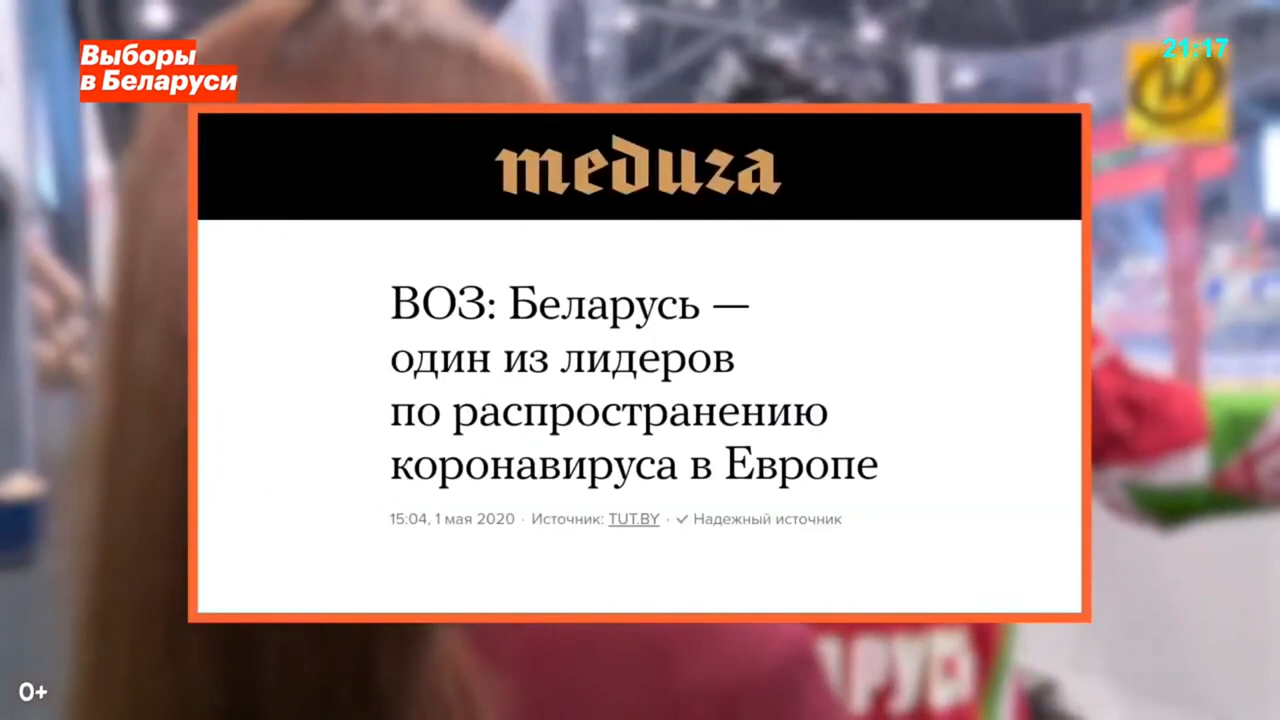 Выборы
в Беларуси
21:17
meduza
ВОЗ: Беларусь —
один из лидеров
по распространению
коронавируса в Европе
15:04, 1 мая 2020 · Источник: TUT.BY · ✓ Надежный источник
АРУСЬ
0+